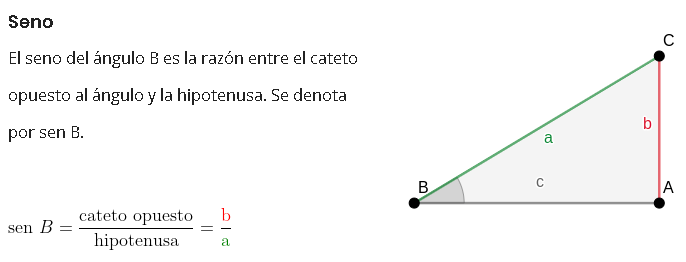 Seno
El seno del ángulo B es la razón entre el cateto
opuesto al ángulo y la hipotenusa. Se denota
por sen B.
sen B = cateto opuesto / hipotenusa = b / a
C
b
a
c
B
A